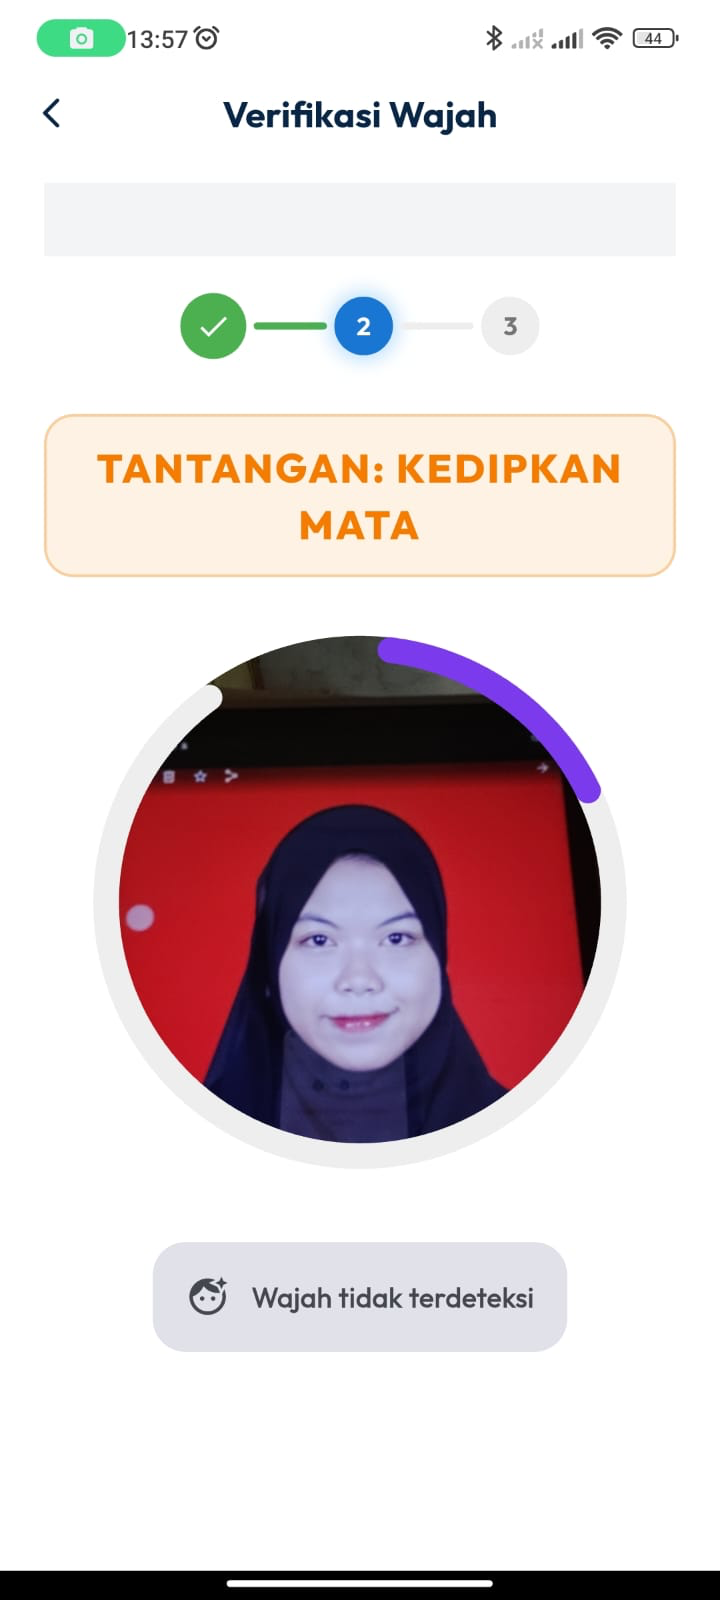 13:57
44
Verifikasi Wajah
2
3
TANTANGAN: KEDIPKAN
MATA
Wajah tidak terdeteksi